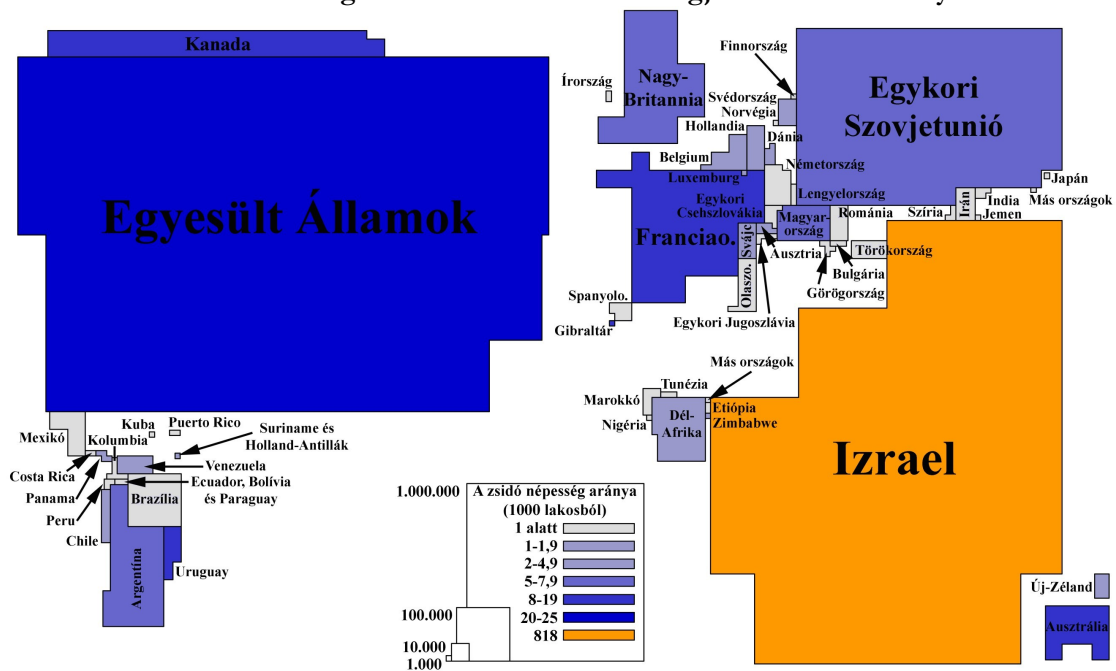 Kanada
Egyesült Államok
Mexikó
Kuba
Puerto Rico
Kolumbia
Suriname és
Holland-Antillák
Costa Rica
Panama
Venezuela
Peru
Ecuador, Bolívia
és Paraguay
Brazília
Chile
Argentína
Uruguay
Írország
Nagy-
Britannia
Finnország
Svédország
Norvégia
Hollandia
Dánia
Belgium
Luxemburg
Németország
Lengyelország
Egykori
Csehszlovákia
Egykori
Szovjetunió
Franciao.
Svájc
Magyar-
ország
Románia
Ausztria
Olaszo.
Bulgária
Görögország
Törökország
Spanyolo.
Gibraltár
Egykori Jugoszlávia
Szíria
Irán
India
Jemen
Japán
Más országok
Más országok
Tunézia
Marokkó
Nigéria
Dél-
Afrika
Etiópia
Zimbabwe
Izrael
Új-Zéland
Ausztrália
A zsidó népesség aránya
(1000 lakosból)
1 alatt
1-1,9
2-4,9
5-7,9
8-19
20-25
818
1.000.000
100.000
10.000
1.000